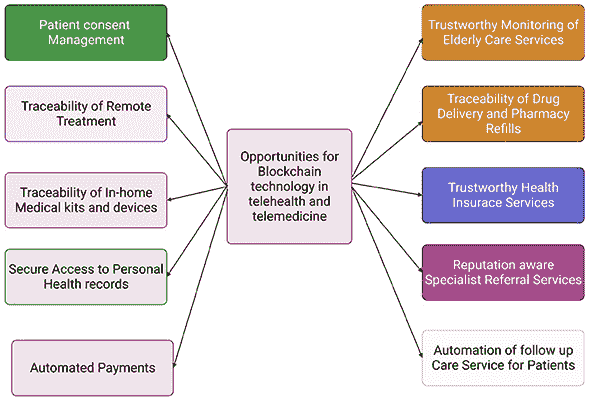 Patient consent
Management
Traceability of Remote
Treatment
Traceability of In-home
Medical kits and devices
Secure Access to Personal
Health records
Automated Payments
Opportunities for
Blockchain
technology in
telehealth and
telemedicine
Trustworthy Monitoring of
Elderly Care Services
Traceability of Drug
Delivery and Pharmacy
Refills
Trustworthy Health
Insurace Services
Reputation aware
Specialist Referral Services
Automation of follow up
Care Service for Patients